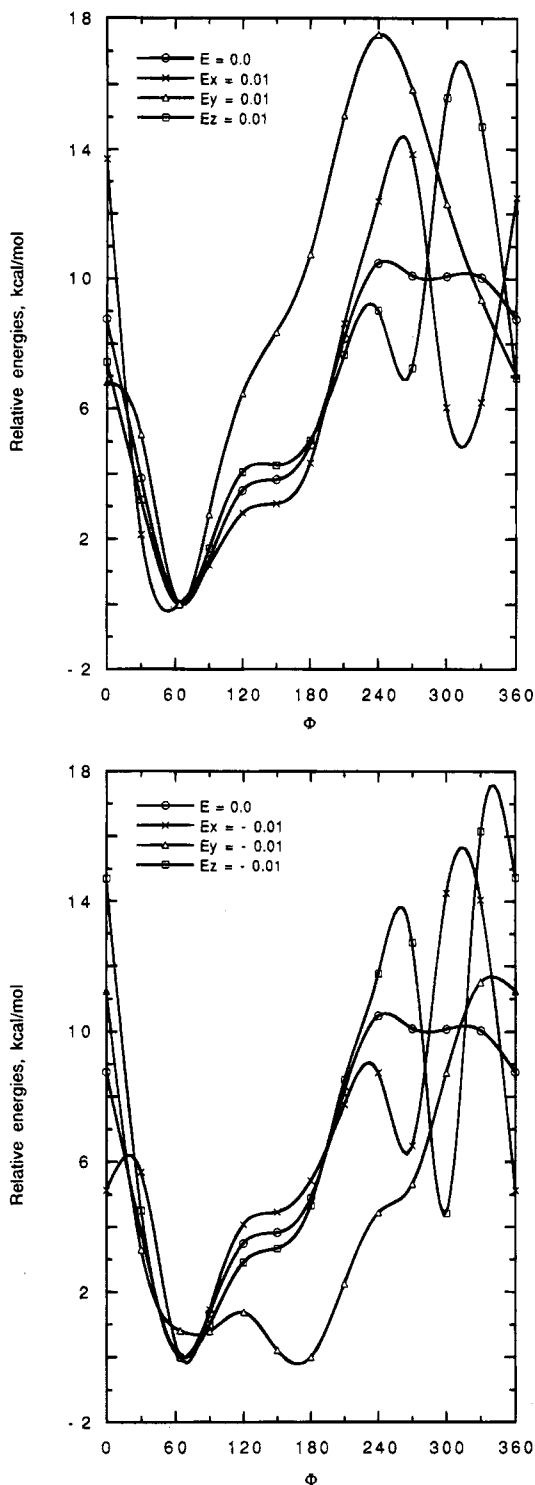 18
E = 0.0
Ex = 0.01
Ey = 0.01
Ez = 0.01
14
10
6
2
- 2
Relative energies, kcal/mol
0 60 120 180 240 300 360
Φ
18
E = 0.0
Ex = - 0.01
Ey = - 0.01
Ez = - 0.01
14
10
6
2
- 2
Relative energies, kcal/mol
0 60 120 180 240 300 360
Φ